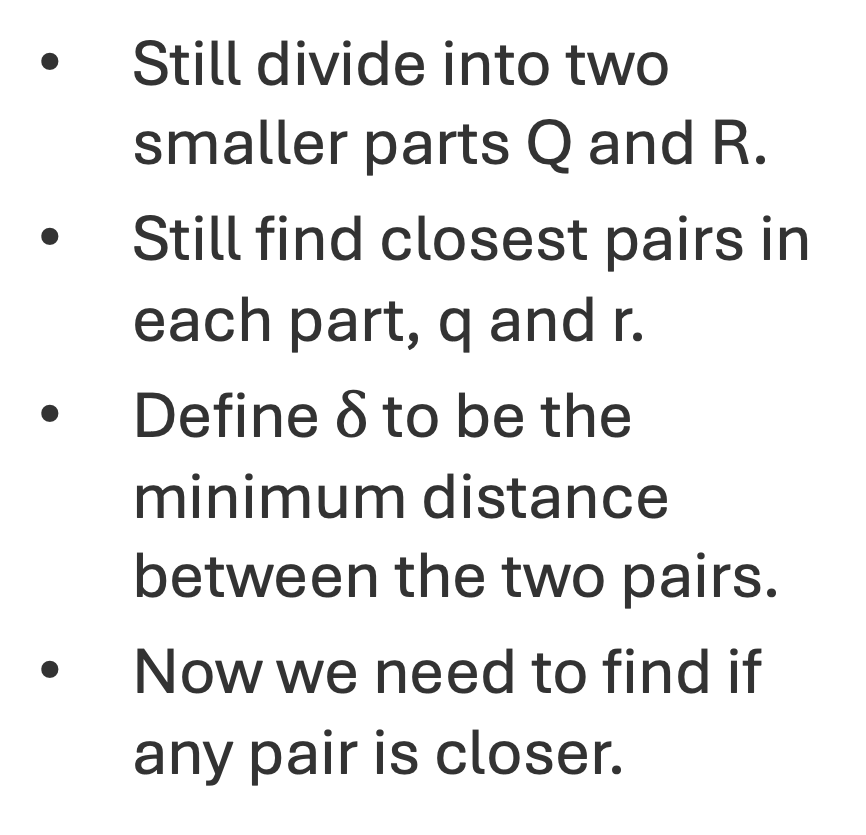 • Still divide into two
smaller parts Q and R.
• Still find closest pairs in
each part, q and r.
• Define δ to be the
minimum distance
between the two pairs.
• Now we need to find if
any pair is closer.